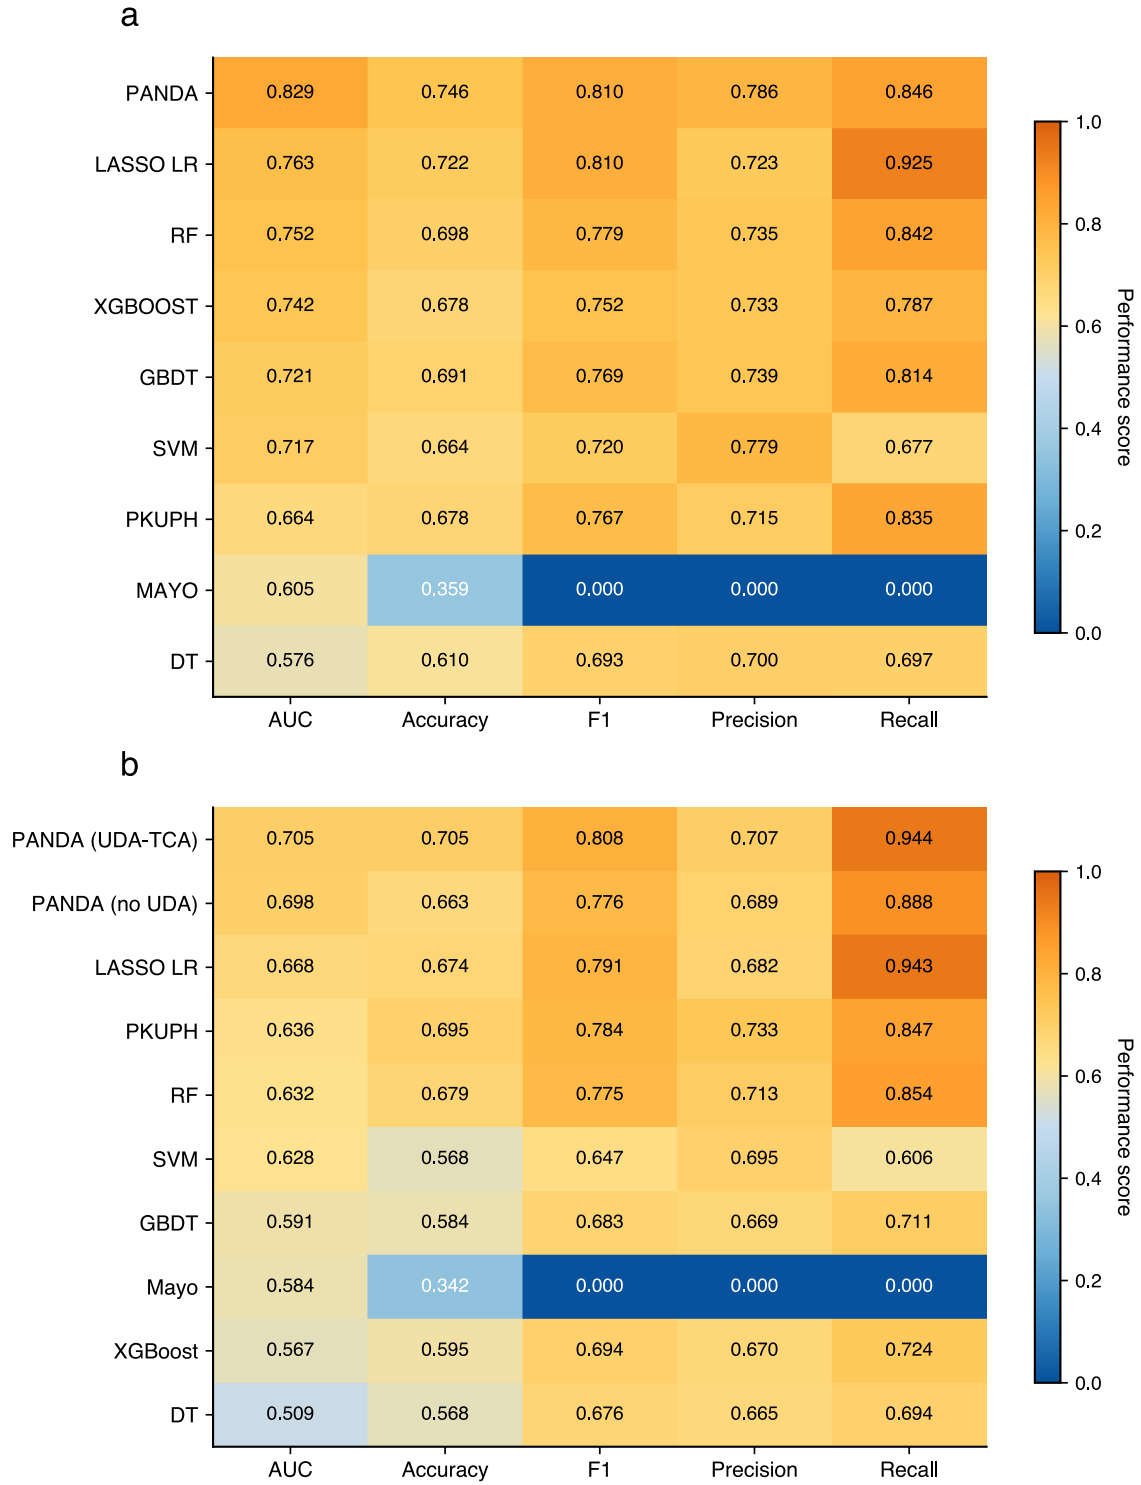 a
PANDA 0.829 0.746 0.810 0.786 0.846
LASSO LR 0.763 0.722 0.810 0.723 0.925
RF 0.752 0.698 0.779 0.735 0.842
XGBOOST 0.742 0.678 0.752 0.733 0.787
GBDT 0.721 0.691 0.769 0.739 0.814
SVM 0.717 0.664 0.720 0.779 0.677
PKUPH 0.664 0.678 0.767 0.715 0.835
MAYO 0.605 0.359 0.000 0.000 0.000
DT 0.576 0.610 0.693 0.700 0.697
AUC Accuracy F1 Precision Recall
1.0
0.8
0.6
0.4
0.2
0.0
Performance score
b
PANDA (UDA-TCA) 0.705 0.705 0.808 0.707 0.944
PANDA (no UDA) 0.698 0.663 0.776 0.689 0.888
LASSO LR 0.668 0.674 0.791 0.682 0.943
PKUPH 0.636 0.695 0.784 0.733 0.847
RF 0.632 0.679 0.775 0.713 0.854
SVM 0.628 0.568 0.647 0.695 0.606
GBDT 0.591 0.584 0.683 0.669 0.711
Mayo 0.584 0.342 0.000 0.000 0.000
XGBoost 0.567 0.595 0.694 0.670 0.724
DT 0.509 0.568 0.676 0.665 0.694
AUC Accuracy F1 Precision Recall
1.0
0.8
0.6
0.4
0.2
0.0
Performance score